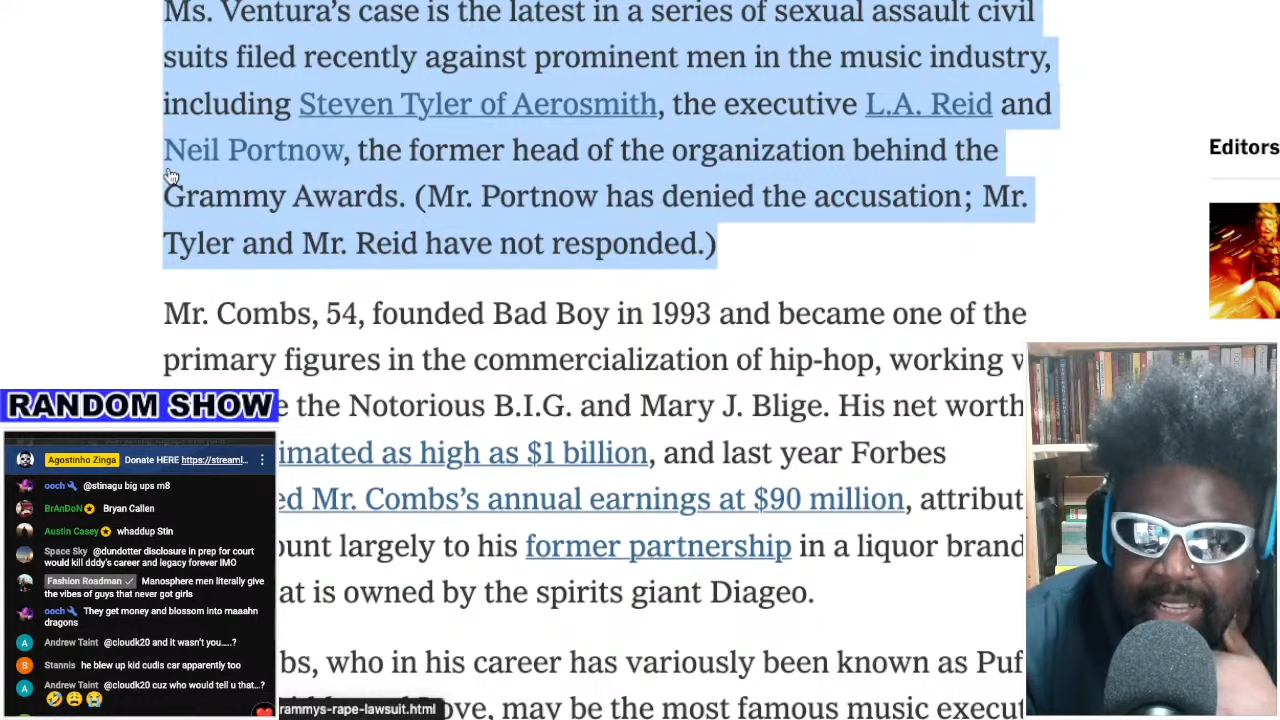 Ms. Ventura's case is the latest in a series of sexual assault civil
suits filed recently against prominent men in the music industry,
including Steven Tyler of Aerosmith, the executive L.A. Reid and
Neil Portnow, the former head of the organization behind the
Grammy Awards. (Mr. Portnow has denied the accusation; Mr.
Tyler and Mr. Reid have not responded.)
Mr. Combs, 54, founded Bad Boy in 1993 and became one of the
primary figures in the commercialization of hip-hop, working
the Notorious B.I.G. and Mary J. Blige. His net worth
imated as high as $1 billion, and last year Forbes
ed Mr. Combs's annual earnings at $90 million, attribut
ount largely to his former partnership in a liquor brand
at is owned by the spirits giant Diageo.
bs, who in his career has variously been known as Puf
ove, may be the most famous music execut
Editors
RANDOM SHOW
Agostinho Zinga Donate HERE https://streaml...
ooch @stinagu big ups m8
BrAnDoN Bryan Callen
Austin Casey whaddup Stin
Space Sky @dundotter disclosure in prep for court
would kill dddy's career and legacy forever IMO
Fashion Roadman Manosphere men literally give
the vibes of guys that never got girls
ooch They get money and blossom into maaahn
dragons
Andrew Taint @cloudk20 and it wasn't you.....?
Stannis he blew up kid cudis car apparently too
Andrew Taint @cloudk20 cuz who would tell u that...?
rammys-rape-lawsuit.html